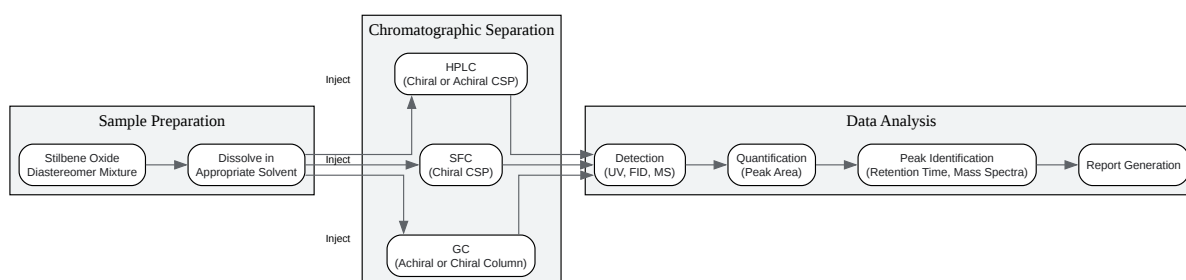 Sample Preparation
Stilbene Oxide
Diastereomer Mixture
Dissolve in
Appropriate Solvent
Inject
Inject
Inject
Chromatographic Separation
HPLC
(Chiral or Achiral CSP)
SFC
(Chiral CSP)
GC
(Achiral or Chiral Column)
Data Analysis
Detection
(UV, FID, MS)
Quantification
(Peak Area)
Peak Identification
(Retention Time, Mass Spectra)
Report Generation